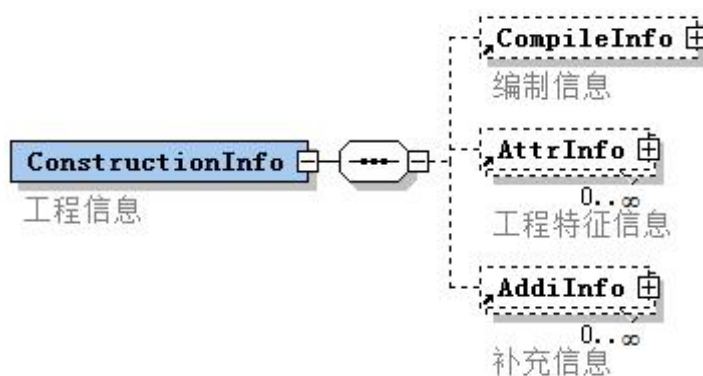 CompileInfo
编制信息
ConstructionInfo
工程信息
AttrInfo
0..∞
工程特征信息
AddiInfo
0..∞
补充信息